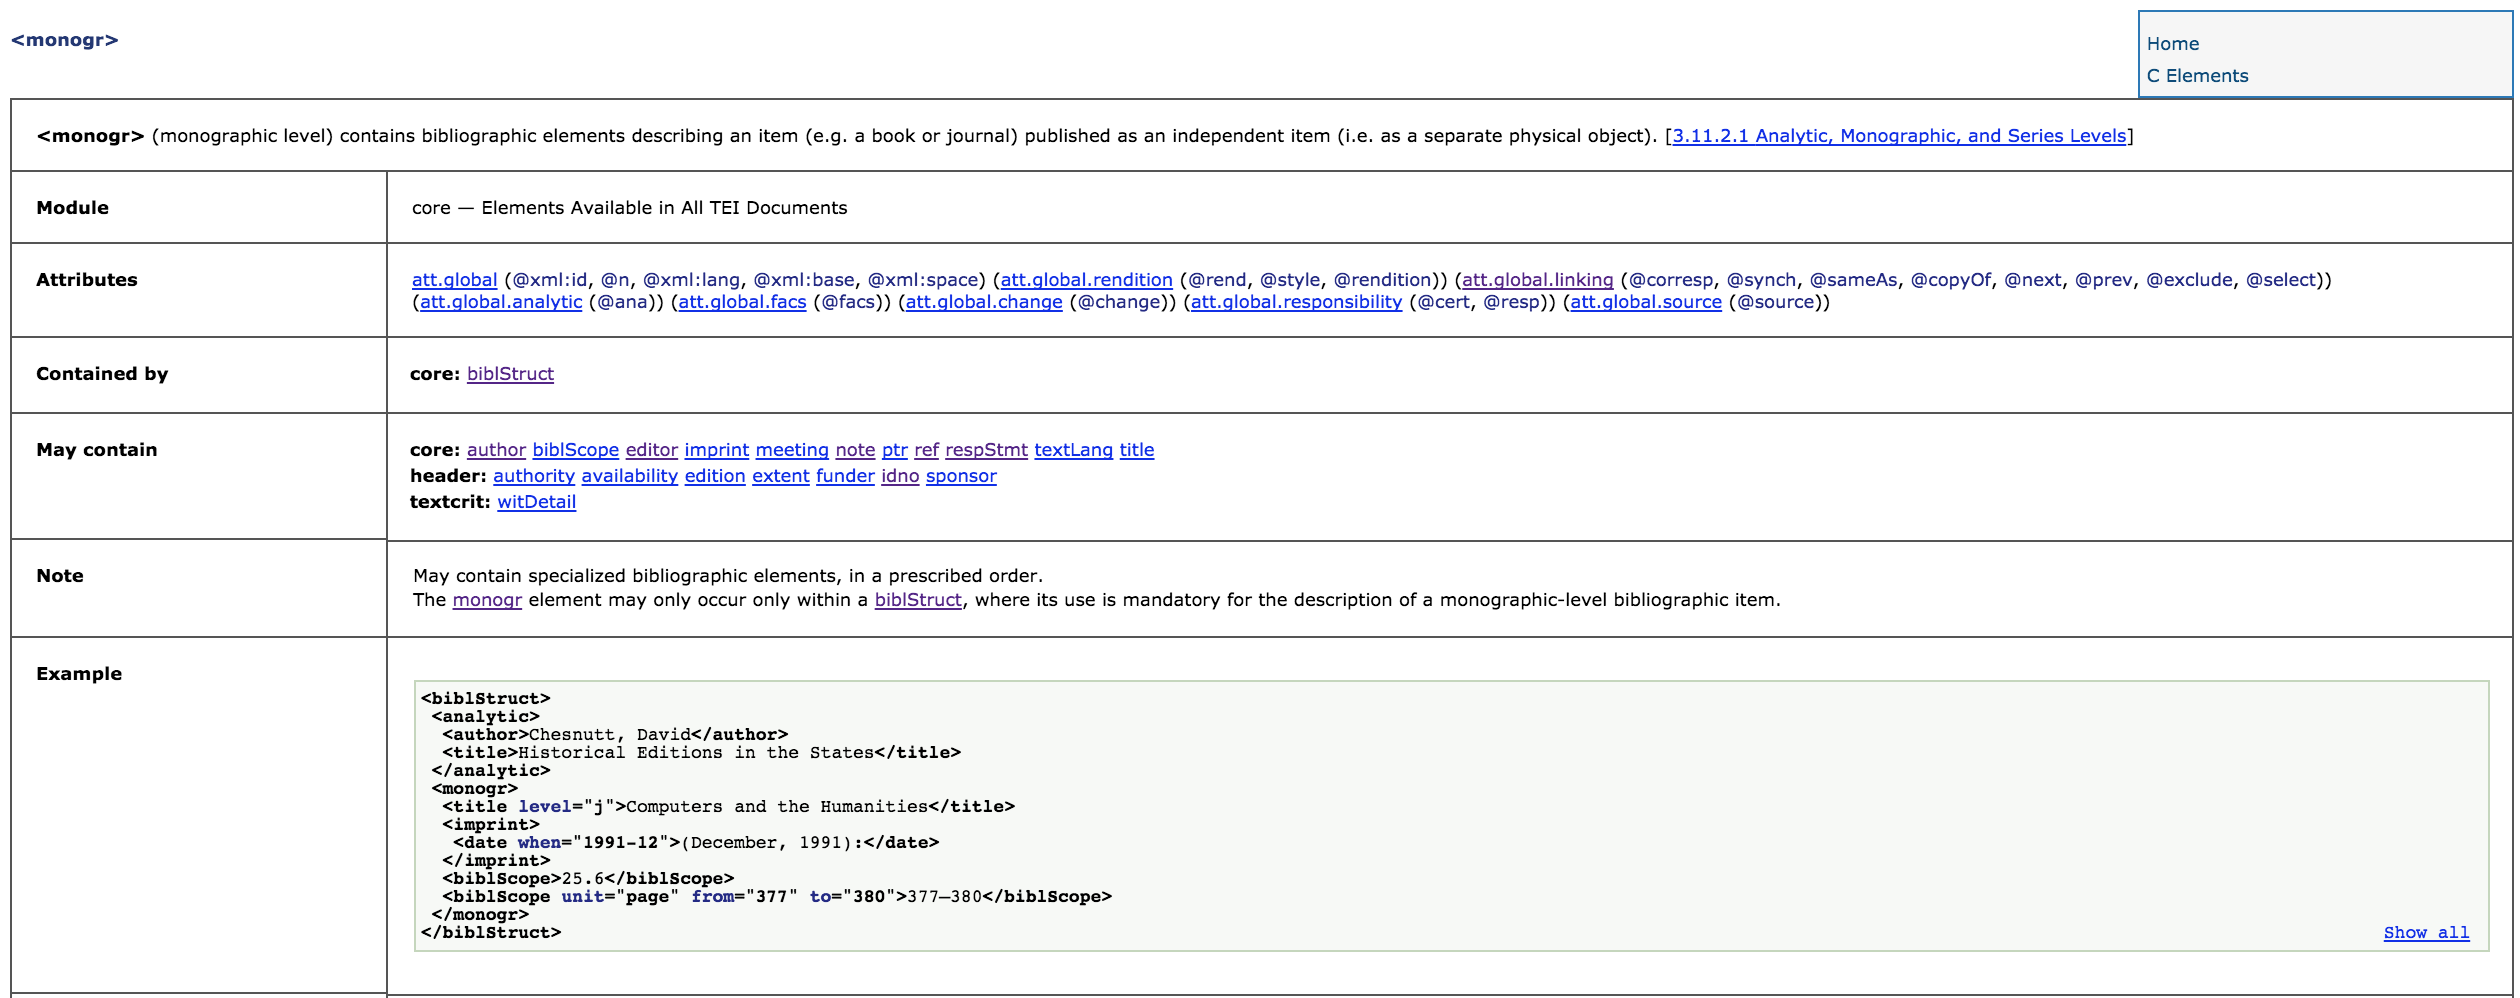 <monogr>
Home
C Elements
<monogr> (monographic level) contains bibliographic elements describing an item (e.g. a book or journal) published as an independent item (i.e. as a separate physical object). [3.11.2.1 Analytic, Monographic, and Series Levels]
Module
core — Elements Available in All TEI Documents
Attributes
att.global (@xml:id, @n, @xml:lang, @xml:base, @xml:space) (att.global.rendition (@rend, @style, @rendition)) (att.global.linking (@corresp, @synch, @sameAs, @copyOf, @next, @prev, @exclude, @select))
(att.global.analytic (@ana)) (att.global.facs (@facs)) (att.global.change (@change)) (att.global.responsibility (@cert, @resp)) (att.global.source (@source))
Contained by
core: biblStruct
May contain
core: author biblScope editor imprint meeting note ptr ref respStmt textLang title
header: authority availability edition extent funder idno sponsor
textcrit: witDetail
Note
May contain specialized bibliographic elements, in a prescribed order.
The monogr element may only occur only within a biblStruct, where its use is mandatory for the description of a monographic-level bibliographic item.
Example
<biblStruct>
 <analytic>
  <author>Chesnutt, David</author>
  <title>Historical Editions in the States</title>
 </analytic>
 <monogr>
  <title level="j">Computers and the Humanities</title>
  <imprint>
   <date when="1991-12">(December, 1991):</date>
  </imprint>
  <biblScope>25.6</biblScope>
  <biblScope unit="page" from="377" to="380">377–380</biblScope>
 </monogr>
</biblStruct>
Show all